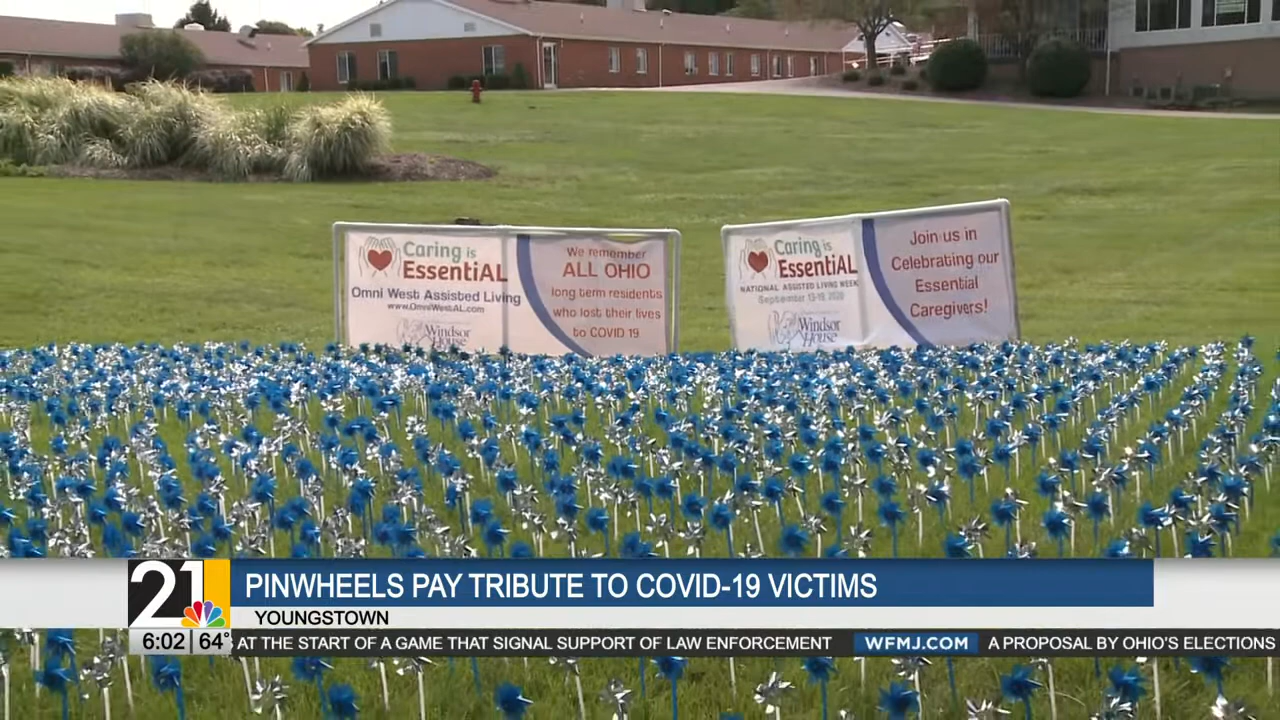 Caring is
EssentiAL
Omni West Assisted Living
www.OmniWestAL.com
Windsor
House
We remember
ALL OHIO
long term residents
who lost their lives
to COVID 19
Caring is
EssentiAL
NATIONAL ASSISTED LIVING WEEK
September 13-19, 2020
Windsor
House
Join us in
Celebrating our
Essential
Caregivers!
21
PINWHEELS PAY TRIBUTE TO COVID-19 VICTIMS
YOUNGSTOWN
6:02 64° AT THE START OF A GAME THAT SIGNAL SUPPORT OF LAW ENFORCEMENT WFMJ.COM A PROPOSAL BY OHIO'S ELECTIONS